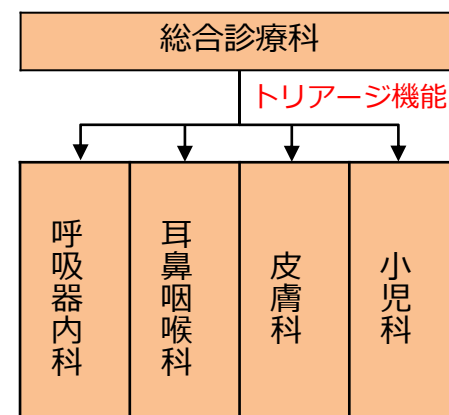 総合診療科
トリアージ機能
呼吸器内科
耳鼻咽喉科
皮膚科
小児科